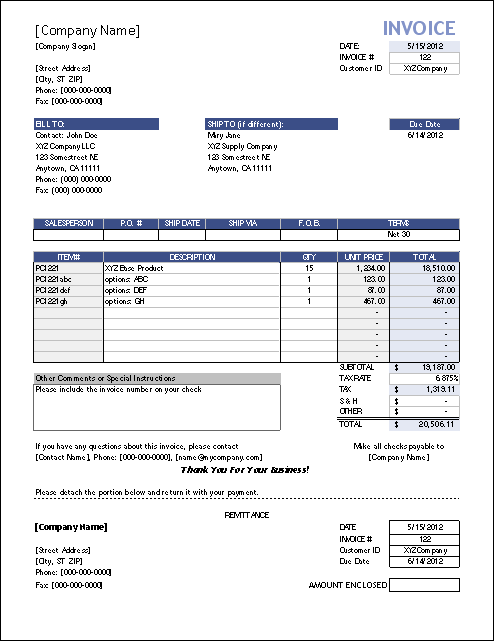 [Company Name] INVOICE
[Company Slogan] DATE: 5/15/2012
INVOICE # 122
[Street Address] Customer ID XYZ Company
[City, ST ZIP]
Phone: [000-000-0000]
Fax: [000-000-0000]
BILL TO: SHIP TO (if different): Due Date
Contact: John Doe Mary Jane 6/14/2012
XYZ Company LLC XYZ Supply Company
123 Somestreet NE 123 Somestreet NE
Anytown, CA 11111 Anytown, CA 11111
Phone: (000) 000-0000
Fax: (000) 000-0000
SALESPERSON P.O. # SHIP DATE SHIP VIA F.O.B. TERMS
Net 30
ITEM# DESCRIPTION QTY UNIT PRICE TOTAL
PC1221 XYZ Base Product 15 1,234.00 18,510.00
PC1221abc options: ABC 1 123.00 123.00
PC1221def options: DEF 1 87.00 87.00
PC1221gh options: GH 1 467.00 467.00
-
-
-
-
-
SUBTOTAL $ 19,187.00
Other Comments or Special Instructions TAX RATE 6.875%
Please include the invoice number on your check TAX $ 1,319.11
S & H $ -
OTHER $ -
TOTAL $ 20,506.11
If you have any questions about this invoice, please contact Make all checks payable to
[Contact Name], Phone: [000-000-0000], [name@mycompany.com] [Company Name]
Thank You For Your Business!
Please detach the portion below and return it with your payment.
REMITTANCE
[Company Name] DATE 5/15/2012
INVOICE # 122
[Street Address] Customer ID XYZ Company
[City, ST ZIP] Due Date 6/14/2012
Phone: [000-000-0000]
Fax: [000-000-0000] AMOUNT ENCLOSED